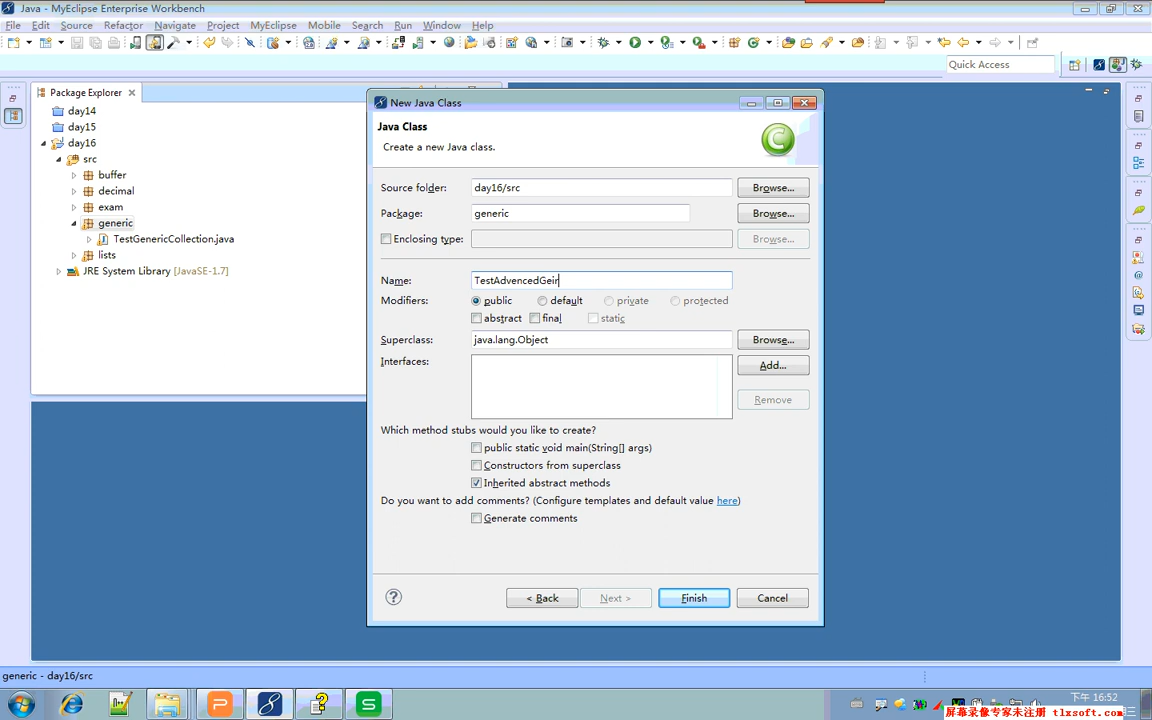 Java - MyEclipse Enterprise Workbench
File Edit Source Refactor Navigate Project MyEclipse Mobile Search Run Window Help
Quick Access
Package Explorer
day14
day15
day16
src
buffer
decimal
exam
generic
TestGenericCollection.java
lists
JRE System Library [JavaSE-1.7]
New Java Class
Java Class
Create a new Java class.
Source folder: day16/src Browse...
Package: generic Browse...
Enclosing type: Browse...
Name: TestAdvencedGeir
Modifiers: public default private protected
abstract final static
Superclass: java.lang.Object Browse...
Interfaces: Add...
Remove
Which method stubs would you like to create?
public static void main(String[] args)
Constructors from superclass
Inherited abstract methods
Do you want to add comments? (Configure templates and default value here)
Generate comments
< Back Next > Finish Cancel
generic - day16/src
下午 16:52
屏幕录像专家未注册 tlxsoft.com